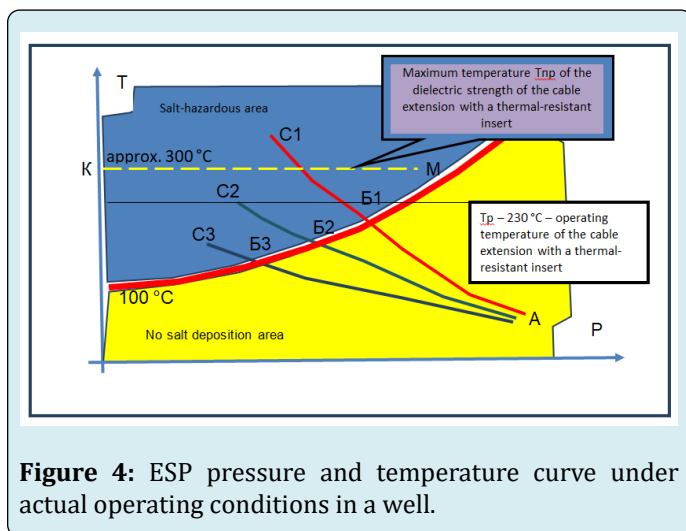 T
Maximum temperature Tпр of the
dielectric strength of the cable
extension with a thermal-resistant
insert
Salt-hazardous area
C1
approx. 300 °C
К
М
C2
Б1
Tp – 230 °C – operating
temperature of the cable
extension with a thermal-
resistant insert
C3
Б2
Б3
100 °C
A
P
No salt deposition area
Figure 4: ESP pressure and temperature curve under
actual operating conditions in a well.